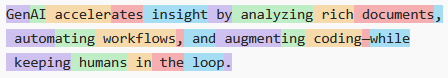 GenAI accelerates insight by analyzing rich documents,
automating workflows, and augmenting coding—while
keeping humans in the loop.